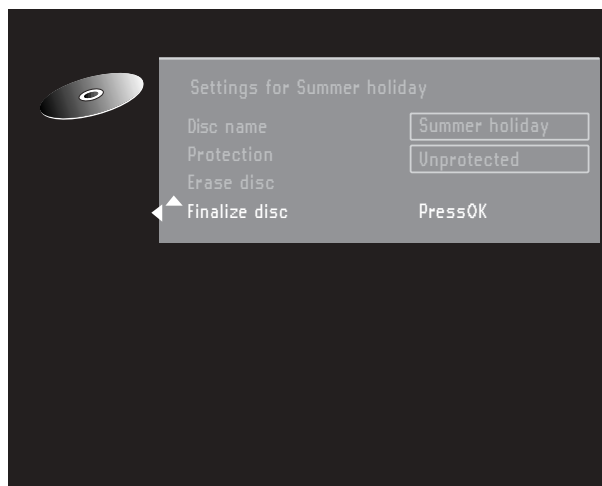 Settings for Summer holiday
Disc name Summer holiday
Protection Unprotected
Erase disc
Finalize disc PressOK